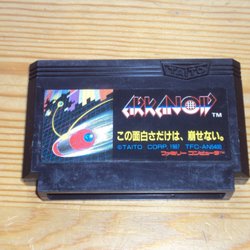 TAITO
ARKANOID
TM
この面白さだけは、崩せない。
©TAITO CORP. 1987 TFC-AN5400
ファミリー コンピュータ